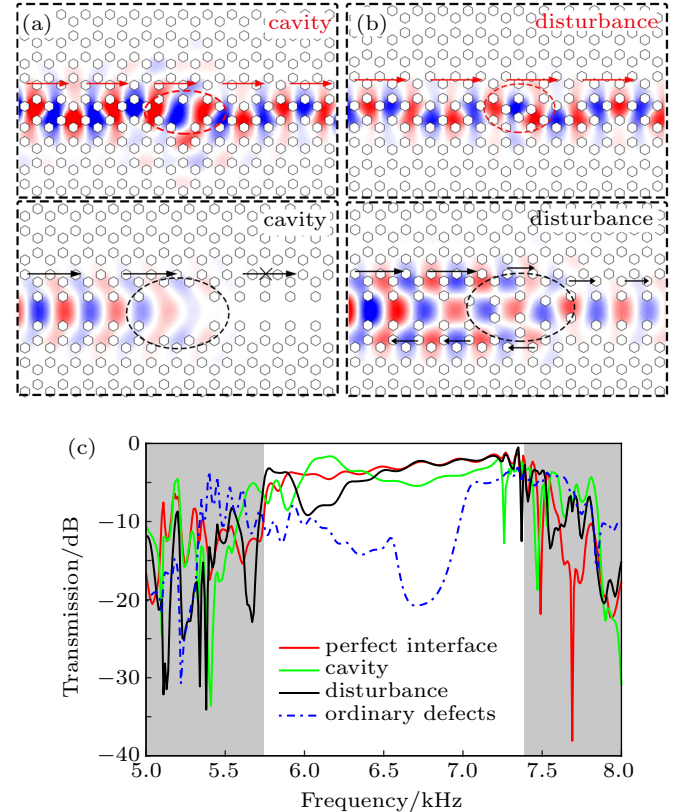 (a)
cavity
(b)
disturbance
cavity
disturbance
(c)
0
−10
−20
−30
−40
Transmission/dB
perfect interface
cavity
disturbance
ordinary defects
5.0 5.5 6.0 6.5 7.0 7.5 8.0
Frequency/kHz